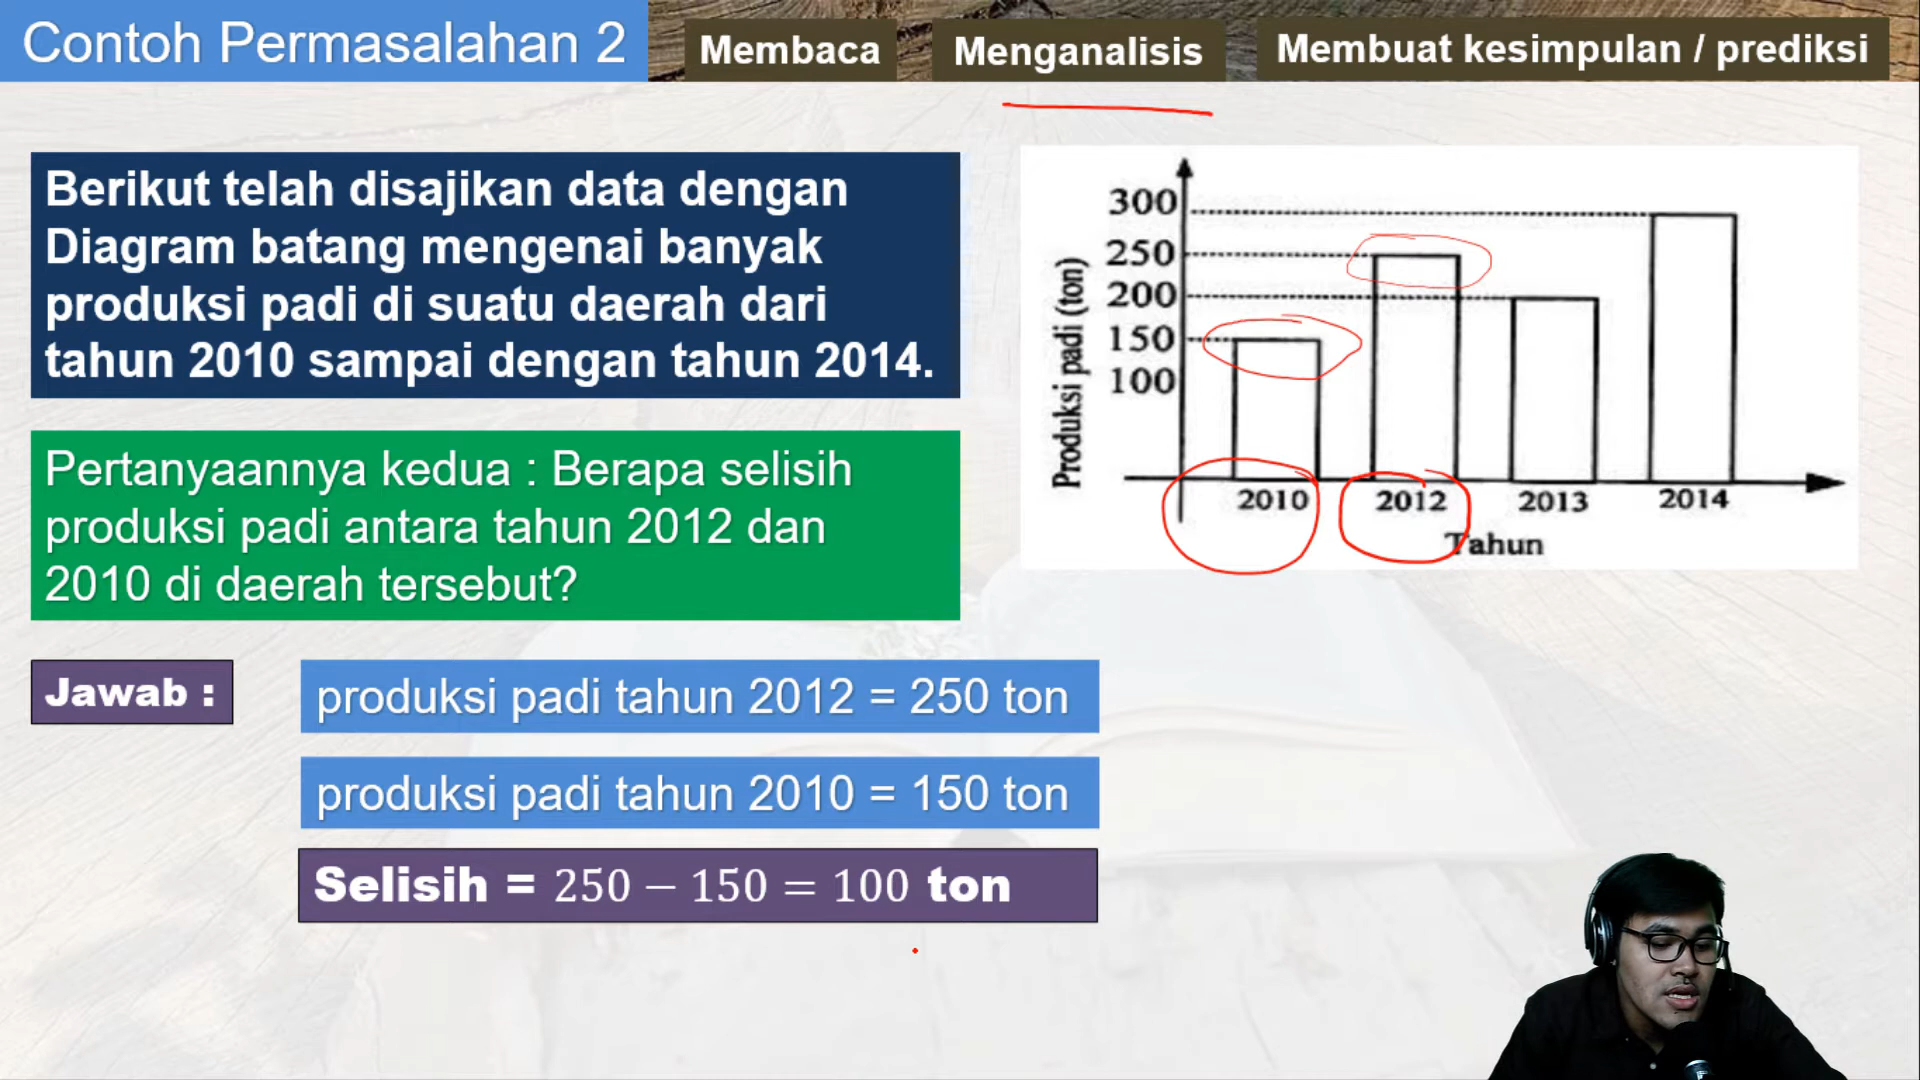 Contoh Permasalahan 2
Membaca
Menganalisis
Membuat kesimpulan / prediksi
Berikut telah disajikan data dengan
Diagram batang mengenai banyak
produksi padi di suatu daerah dari
tahun 2010 sampai dengan tahun 2014.
Pertanyaannya kedua : Berapa selisih
produksi padi antara tahun 2012 dan
2010 di daerah tersebut?
Jawab :
produksi padi tahun 2012 = 250 ton
produksi padi tahun 2010 = 150 ton
Selisih = 250 − 150 = 100 ton
Produksi padi (ton)
300
250
200
150
100
2010 2012 2013 2014
Tahun